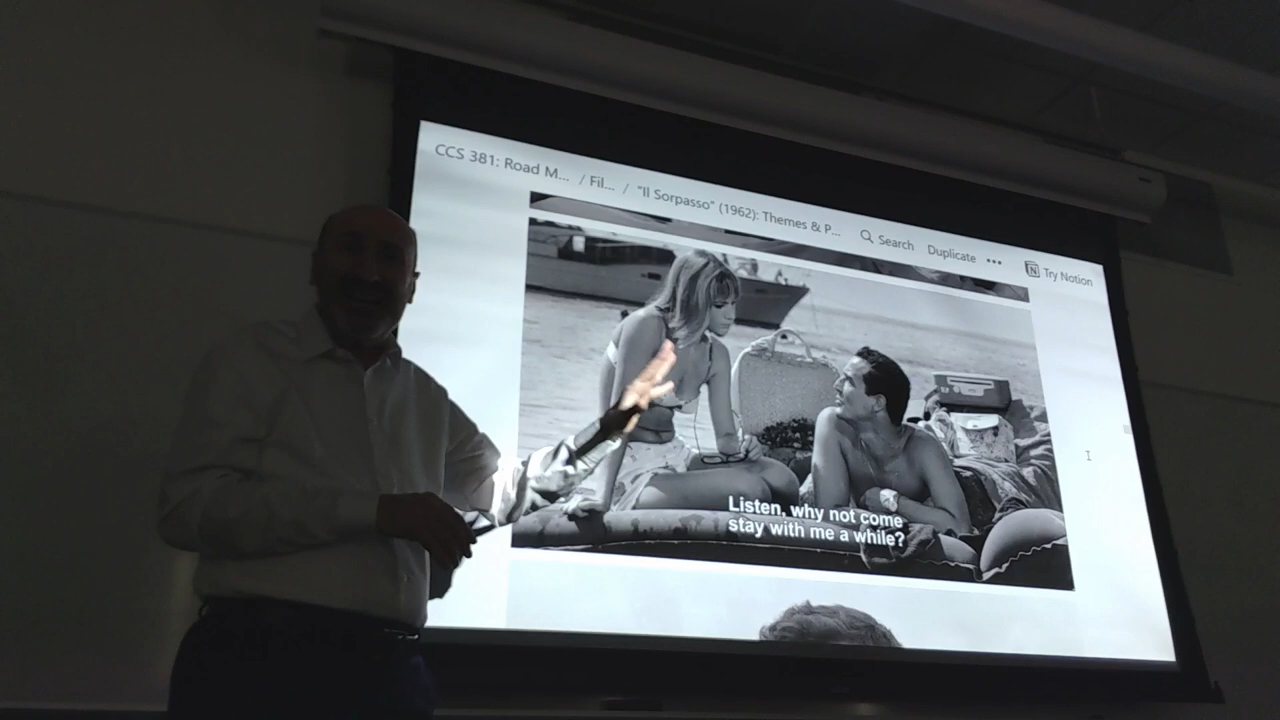 CCS 381: Road M... / Fil... / "Il Sorpasso" (1962): Themes & P... Search Duplicate ••• Try Notion
Listen, why not come
stay with me a while?